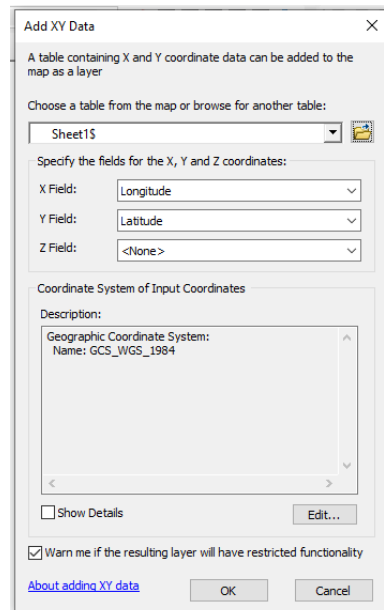 Add XY Data
A table containing X and Y coordinate data can be added to the
map as a layer
Choose a table from the map or browse for another table:
Sheet1$
Specify the fields for the X, Y and Z coordinates:
X Field: Longitude
Y Field: Latitude
Z Field: <None>
Coordinate System of Input Coordinates
Description:
Geographic Coordinate System:
Name: GCS_WGS_1984
Show Details Edit...
Warn me if the resulting layer will have restricted functionality
About adding XY data OK Cancel